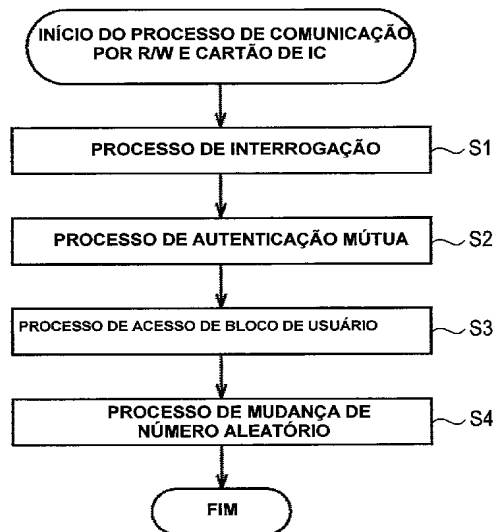 INÍCIO DO PROCESSO DE COMUNICAÇÃO
POR R/W E CARTÃO DE IC
PROCESSO DE INTERROGAÇÃO
S1
PROCESSO DE AUTENTICAÇÃO MÚTUA
S2
PROCESSO DE ACESSO DE BLOCO DE USUÁRIO
S3
PROCESSO DE MUDANÇA DE
NÚMERO ALEATÓRIO
S4
FIM